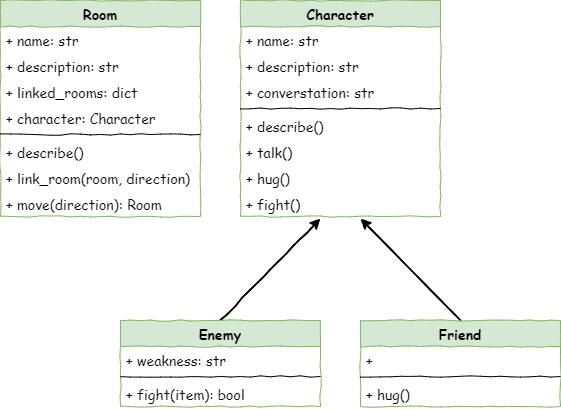 Room
+ name: str
+ description: str
+ linked_rooms: dict
+ character: Character
+ describe()
+ link_room(room, direction)
+ move(direction): Room
Character
+ name: str
+ description: str
+ converstation: str
+ describe()
+ talk()
+ hug()
+ fight()
Enemy
+ weakness: str
+ fight(item): bool
Friend
+
+ hug()